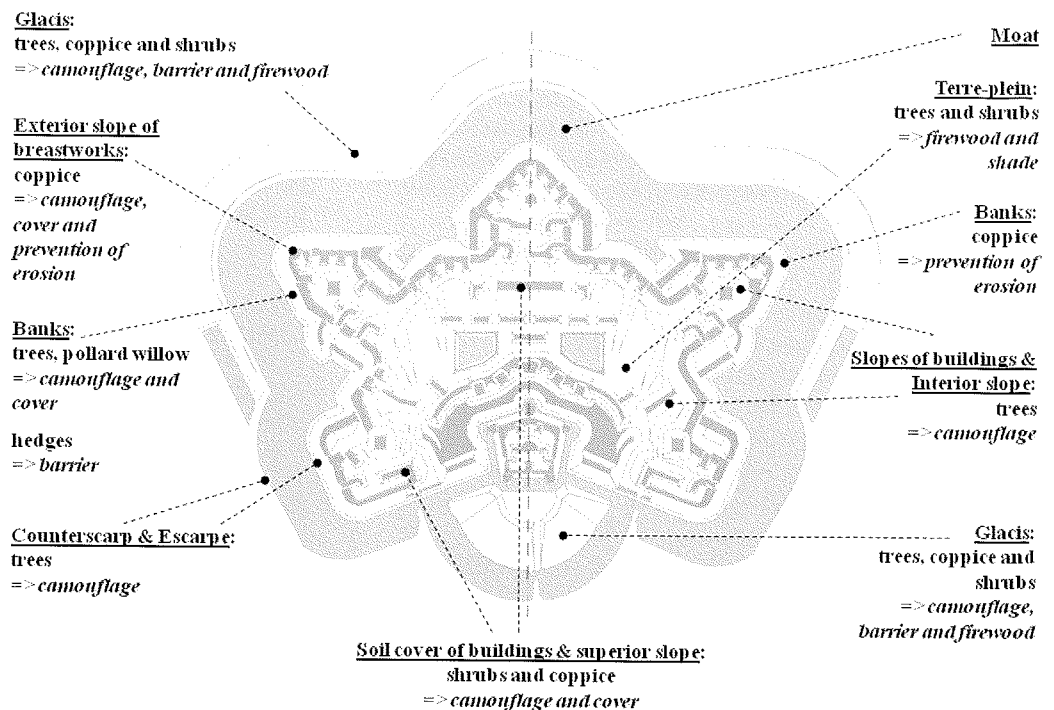 Glacis:
trees, coppice and shrubs
=> camouflage, barrier and firewood
Exterior slope of
breastworks:
coppice
=> camouflage,
cover and
prevention of
erosion
Banks:
trees, pollard willow
=> camouflage and
cover
hedges
=> barrier
Counterscarp & Escarpe:
trees
=> camouflage
Soil cover of buildings & superior slope:
shrubs and coppice
=> camouflage and cover
Moat
Terre-plein:
trees and shrubs
=> firewood and
shade
Banks:
coppice
=> prevention of
erosion
Slopes of buildings &
Interior slope:
trees
=> camouflage
Glacis:
trees, coppice and
shrubs
=> camouflage,
barrier and firewood